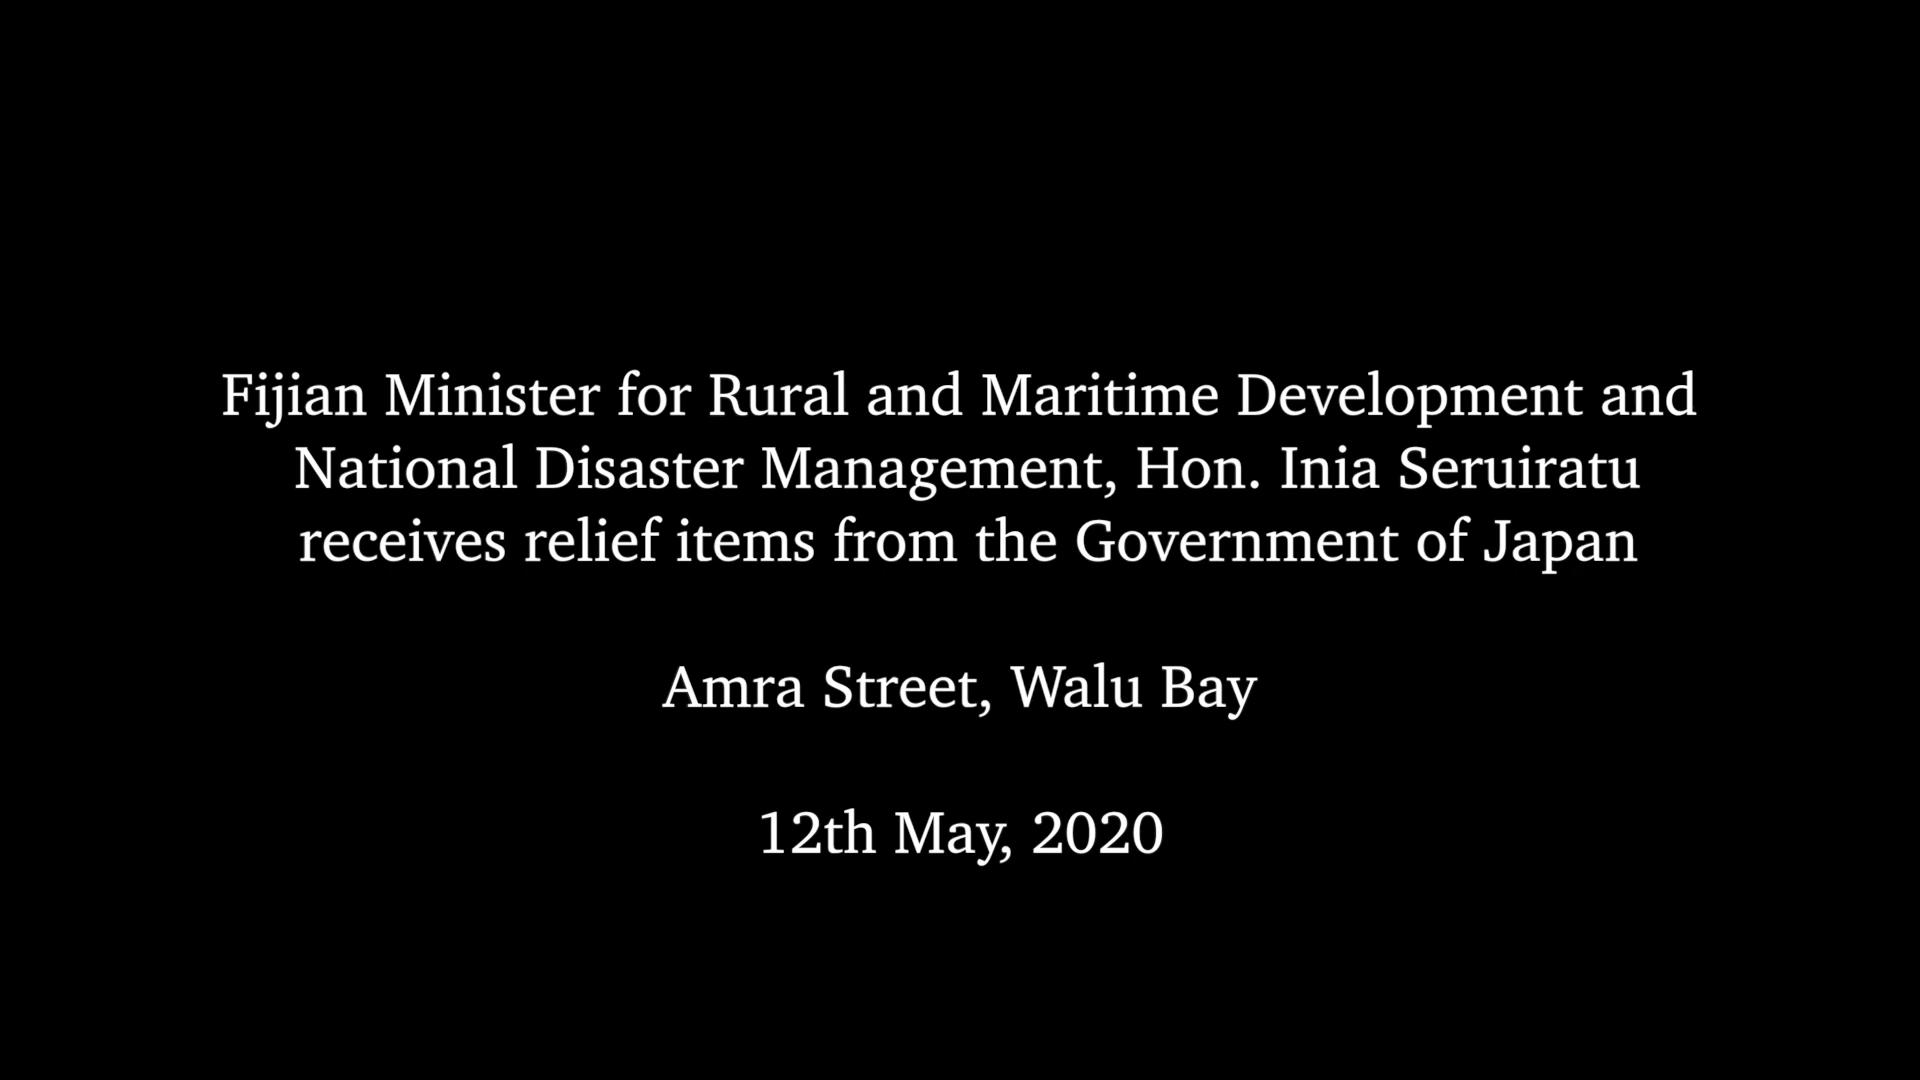 Fijian Minister for Rural and Maritime Development and
National Disaster Management, Hon. Inia Seruiratu
receives relief items from the Government of Japan
Amra Street, Walu Bay
12th May, 2020